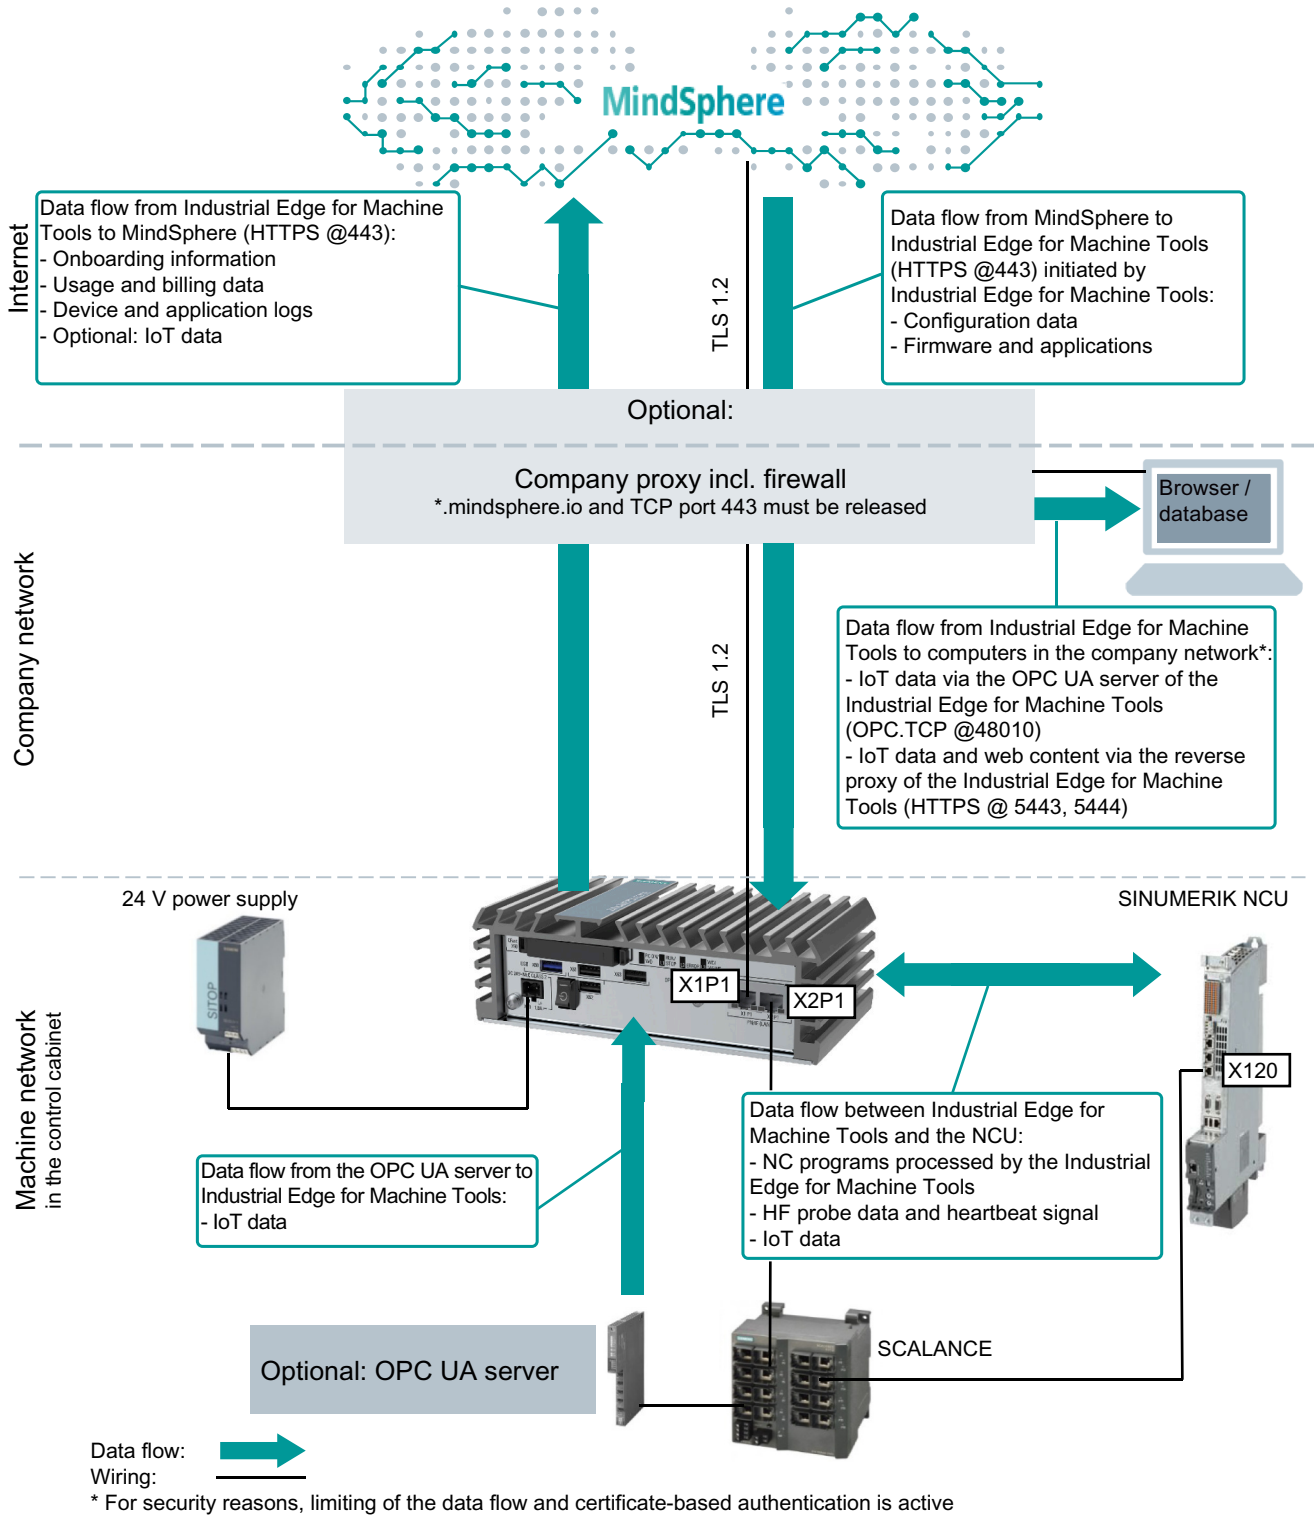 MindSphere
Internet
Data flow from Industrial Edge for Machine
Tools to MindSphere (HTTPS @443):
- Onboarding information
- Usage and billing data
- Device and application logs
- Optional: IoT data
TLS 1.2
Data flow from MindSphere to
Industrial Edge for Machine Tools
(HTTPS @443) initiated by
Industrial Edge for Machine Tools:
- Configuration data
- Firmware and applications
Optional:
Company proxy incl. firewall
*.mindsphere.io and TCP port 443 must be released
Browser /
database
Company network
TLS 1.2
Data flow from Industrial Edge for Machine
Tools to computers in the company network*:
- IoT data via the OPC UA server of the
Industrial Edge for Machine Tools
(OPC.TCP @48010)
- IoT data and web content via the reverse
proxy of the Industrial Edge for Machine
Tools (HTTPS @ 5443, 5444)
24 V power supply
SINUMERIK NCU
SITOP
X1P1
X2P1
X120
Machine network
in the control cabinet
Data flow between Industrial Edge for
Machine Tools and the NCU:
- NC programs processed by the Industrial
Edge for Machine Tools
- HF probe data and heartbeat signal
- IoT data
Data flow from the OPC UA server to
Industrial Edge for Machine Tools:
- IoT data
SCALANCE
Optional: OPC UA server
Data flow:
Wiring:
* For security reasons, limiting of the data flow and certificate-based authentication is active